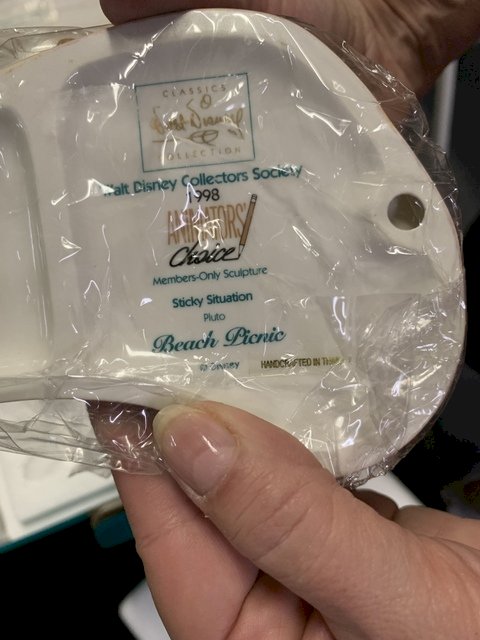 CLASSICS
Walt Disney
COLLECTION
Walt Disney Collectors Society
1998
ANIMATORS'
Choice
Members-Only Sculpture
Sticky Situation
Pluto
Beach Picnic
© Disney
HANDCRAFTED IN